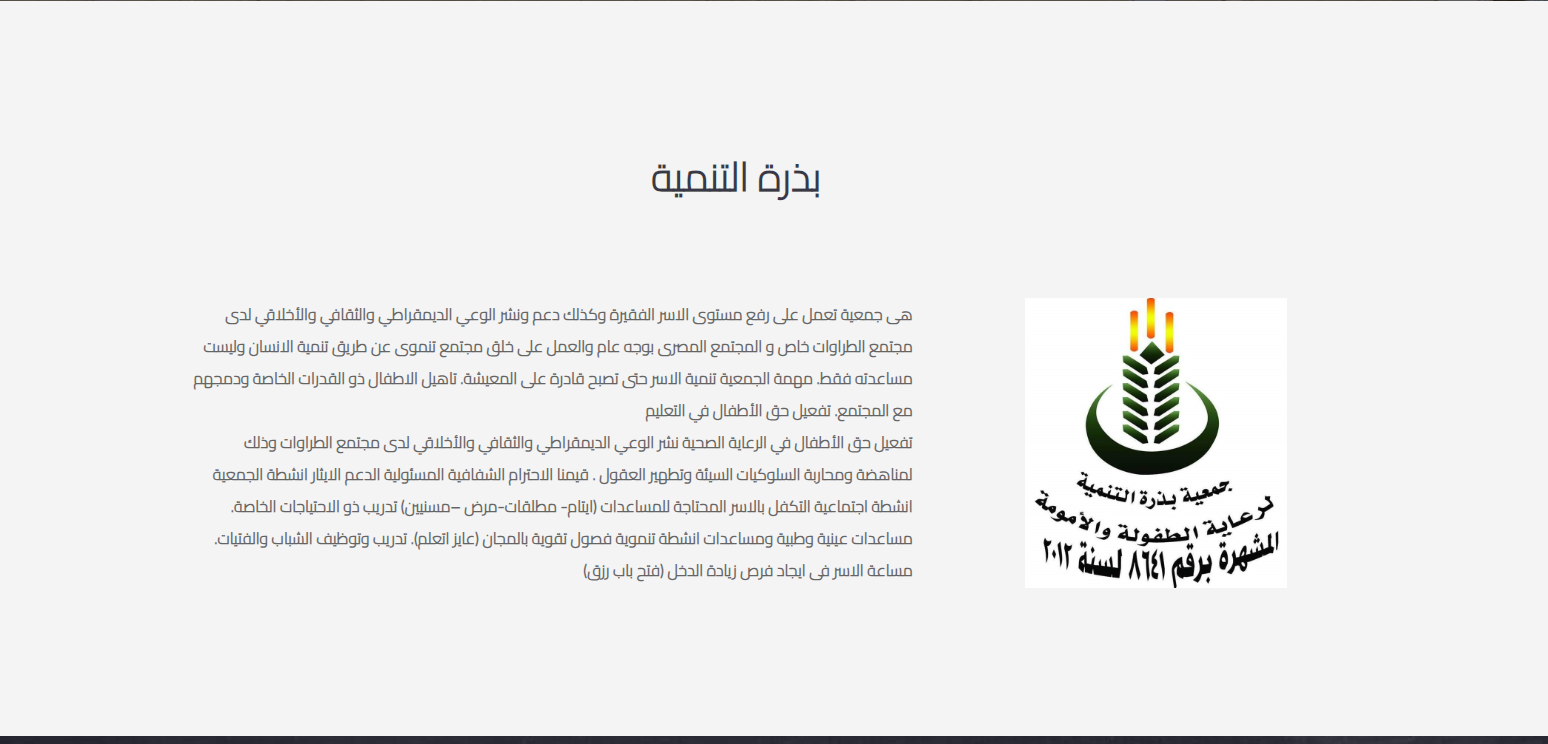 بذرة التنمية
هى جمعية تعمل على رفع مستوى الاسر الفقيرة وكذلك دعم ونشر الوعي الديمقراطي والثقافي والأخلاقي لدى
مجتمع الطراوات خاص و المجتمع المصرى بوجه عام والعمل على خلق مجتمع تنموى عن طريق تنمية الانسان وليست
مساعدته فقط. مهمة الجمعية تنمية الاسر حتى تصبح قادرة على المعيشة. تاهيل الاطفال ذو القدرات الخاصة ودمجهم
مع المجتمع. تفعيل حق الأطفال في التعليم
تفعيل حق الأطفال في الرعاية الصحية نشر الوعي الديمقراطي والثقافي والأخلاقي لدى مجتمع الطراوات وذلك
لمناهضة ومحاربة السلوكيات السيئة وتطهير العقول . قيمنا الاحترام الشفافية المسئولية الدعم الايثار انشطة الجمعية
انشطة اجتماعية التكفل بالاسر المحتاجة للمساعدات (ايتام- مطلقات-مرض –مسنيين) تدريب ذو الاحتياجات الخاصة.
مساعدات عينية وطبية ومساعدات انشطة تنموية فصول تقوية بالمجان (عايز اتعلم). تدريب وتوظيف الشباب والفتيات.
مساعة الاسر فى ايجاد فرص زيادة الدخل (فتح باب رزق)
جمعية بذرة التنمية
لرعاية الطفولة والأمومة
المشهرة برقم ٨٦٤١ لسنة ٢٠١٢